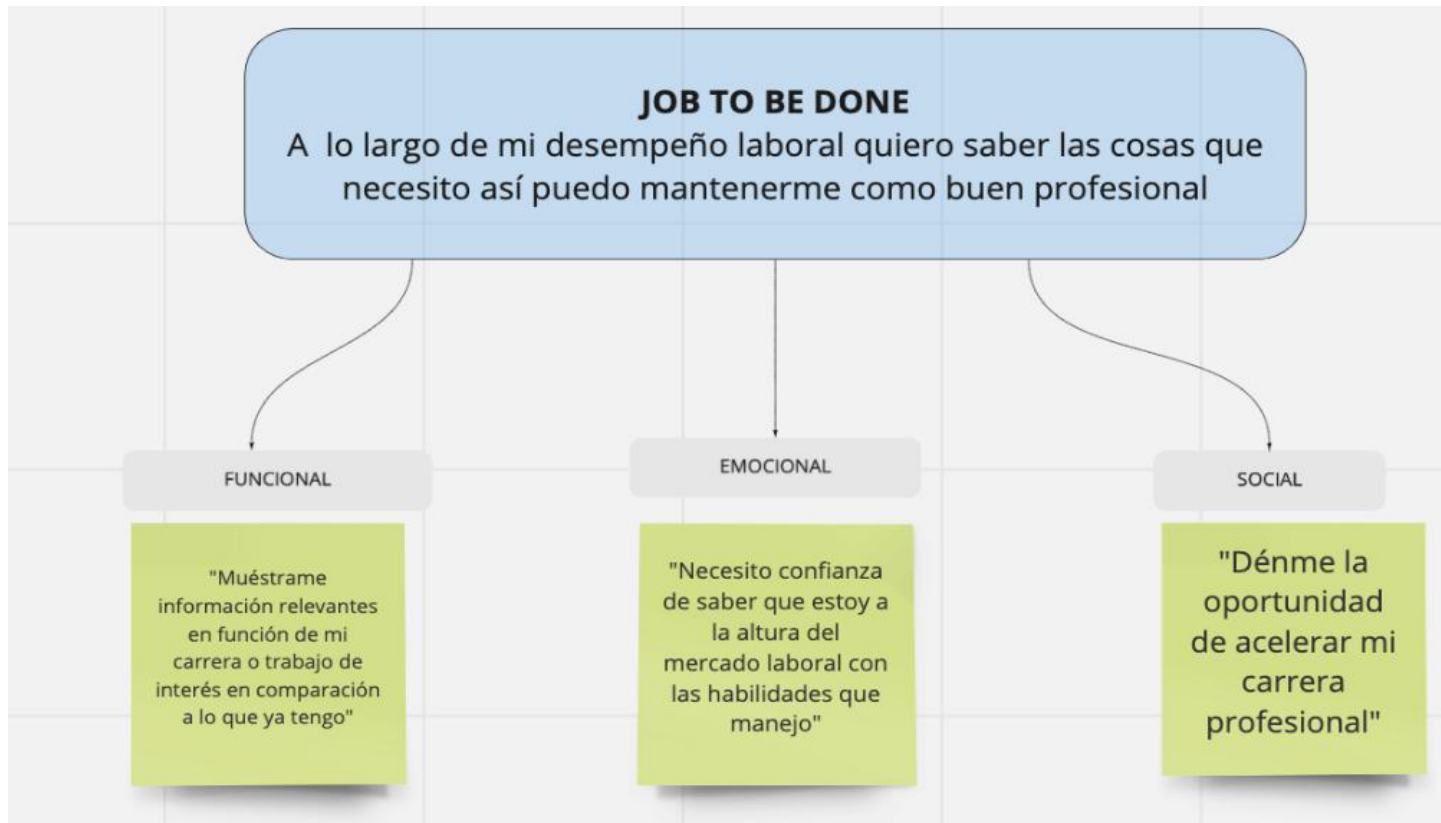 JOB TO BE DONE
A lo largo de mi desempeño laboral quiero saber las cosas que
necesito así puedo mantenerme como buen profesional
FUNCIONAL
"Muéstrame
información relevantes
en función de mi
carrera o trabajo de
interés en comparación
a lo que ya tengo"
EMOCIONAL
"Necesito confianza
de saber que estoy a
la altura del
mercado laboral con
las habilidades que
manejo"
SOCIAL
"Dénme la
oportunidad
de acelerar mi
carrera
profesional"